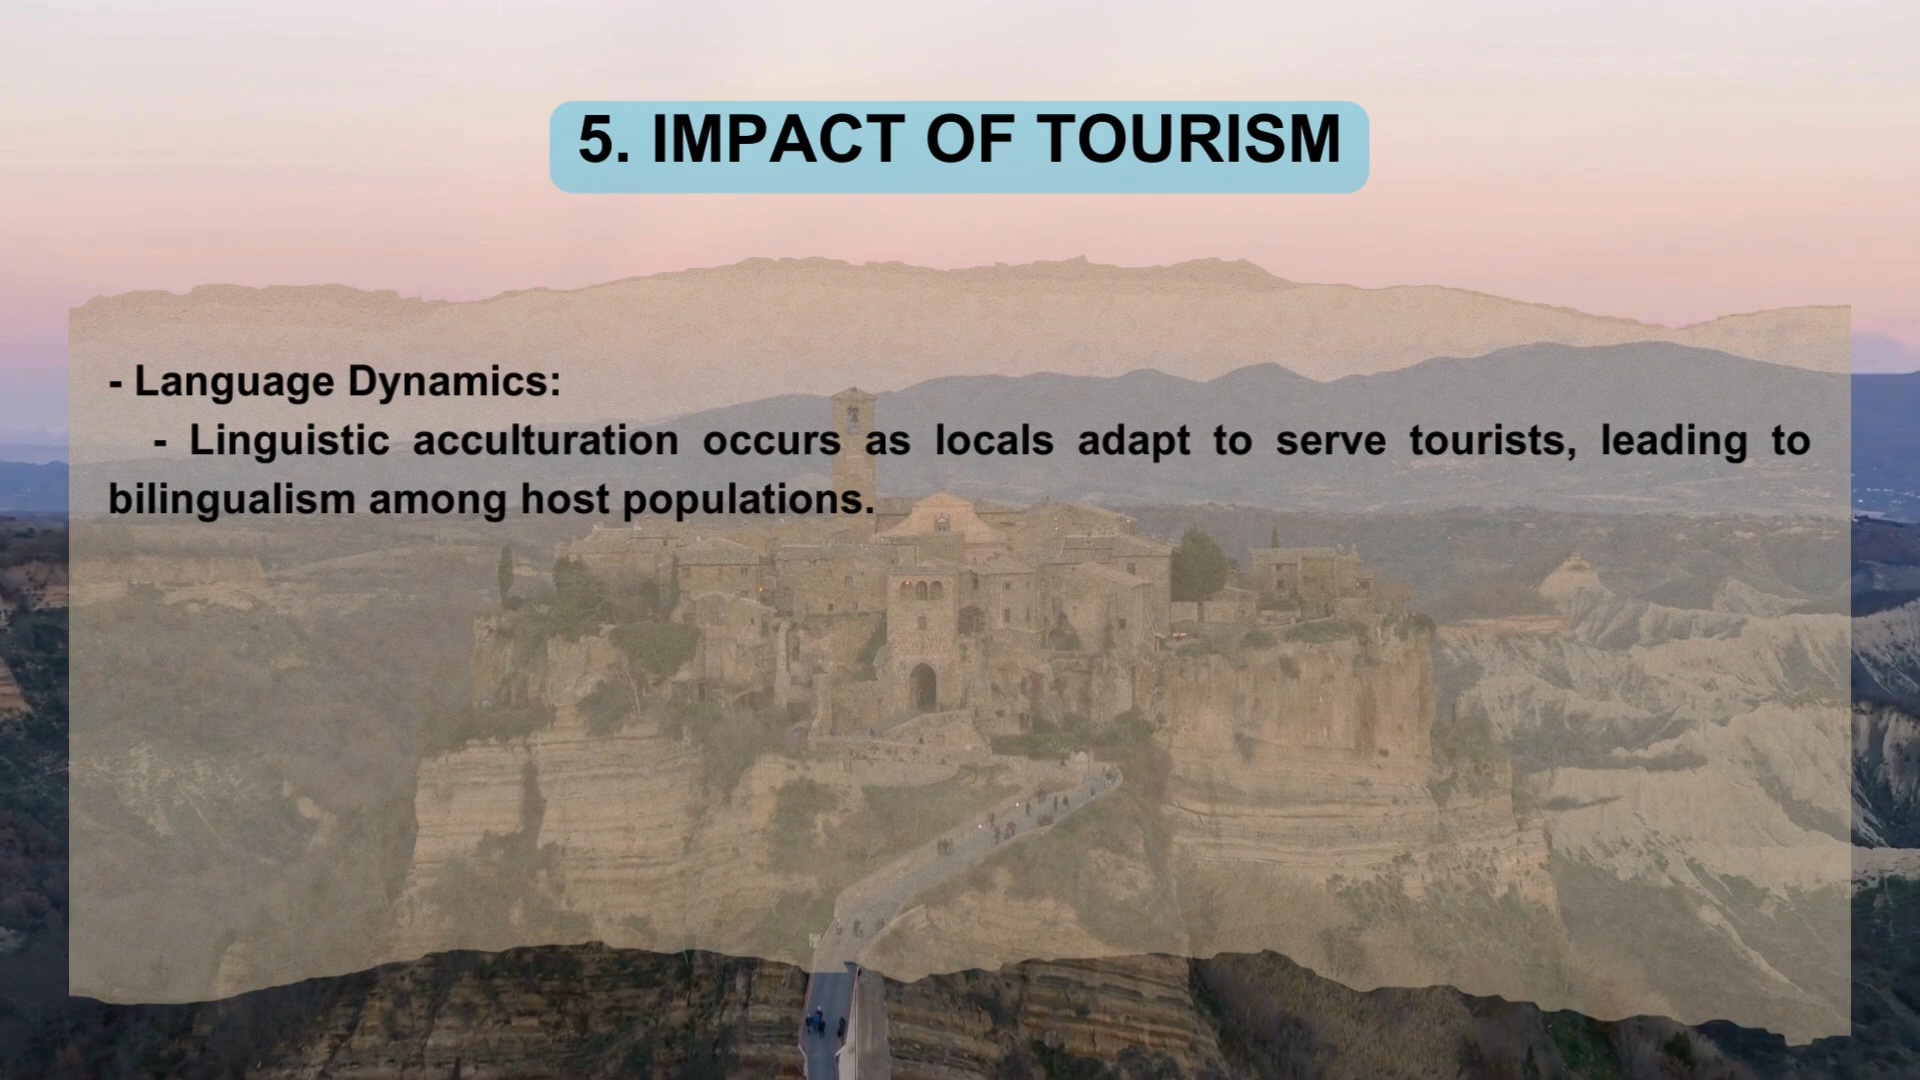 5. IMPACT OF TOURISM
- Language Dynamics:
- Linguistic acculturation occurs as locals adapt to serve tourists, leading to
bilingualism among host populations.